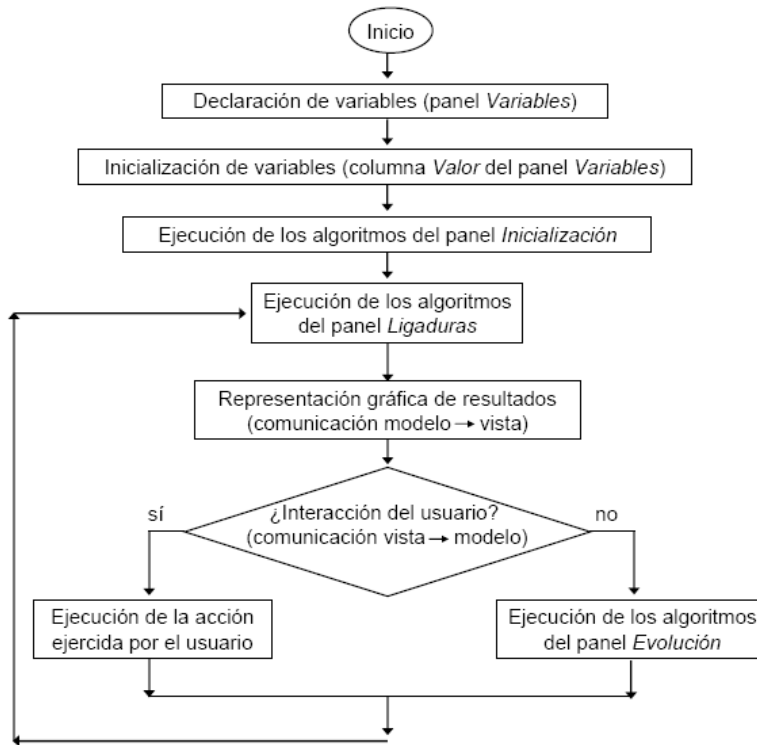 Inicio
Declaración de variables (panel Variables)
Inicialización de variables (columna Valor del panel Variables)
Ejecución de los algoritmos del panel Inicialización
Ejecución de los algoritmos
del panel Ligaduras
Representación gráfica de resultados
(comunicación modelo → vista)
¿Interacción del usuario?
(comunicación vista → modelo)
sí
no
Ejecución de la acción
ejercida por el usuario
Ejecución de los algoritmos
del panel Evolución